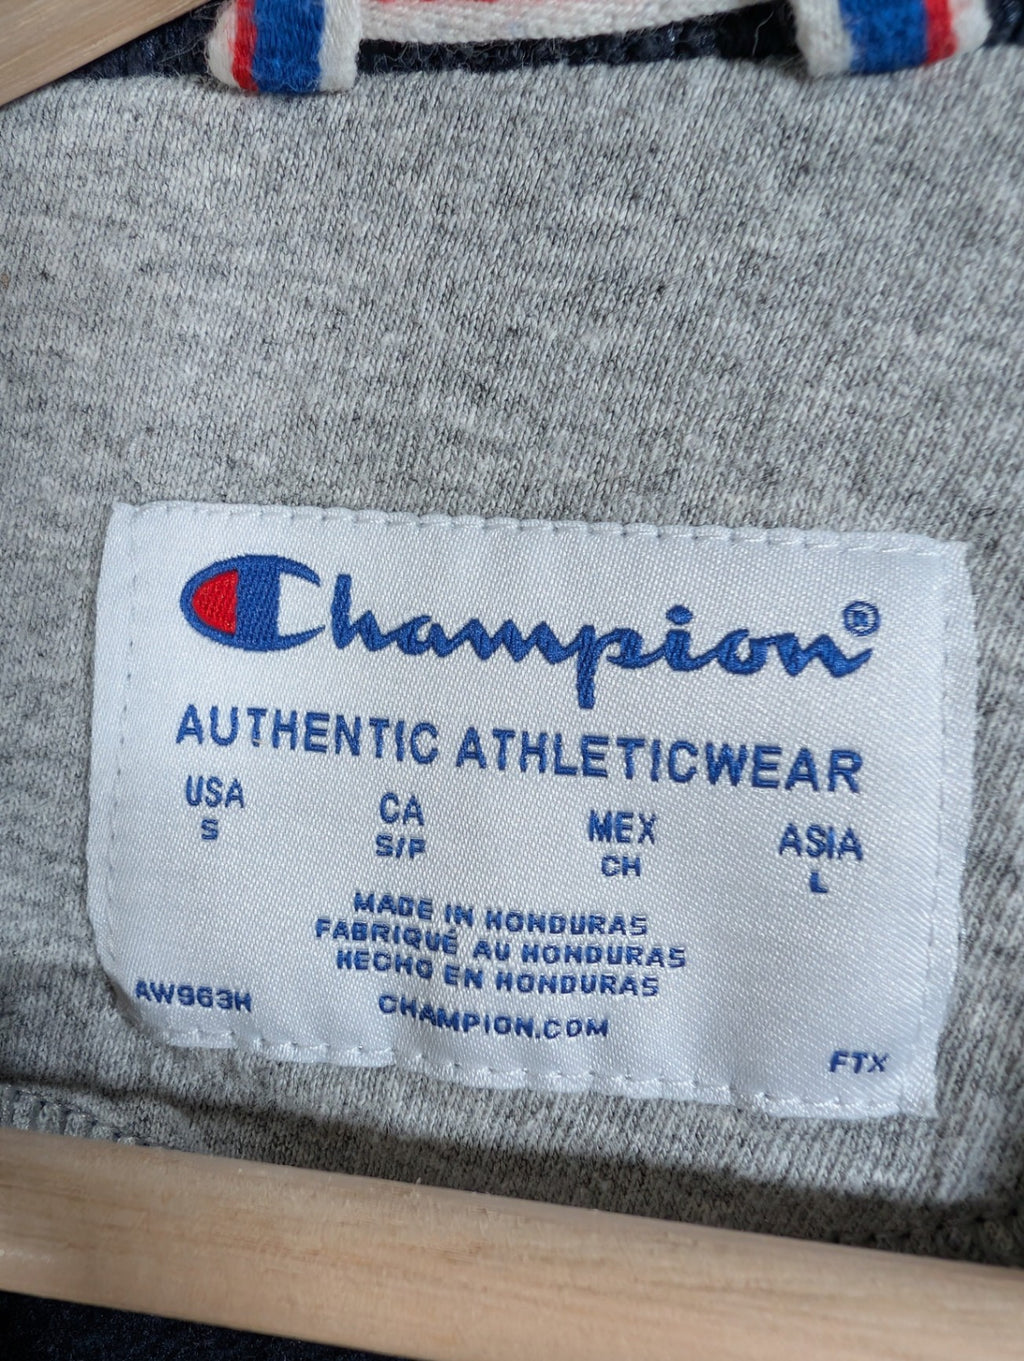 Champion®
AUTHENTIC ATHLETICWEAR
USA CA MEX ASIA
S S/P CH L
MADE IN HONDURAS
FABRIQUÉ AU HONDURAS
HECHO EN HONDURAS
AW963H CHAMPION.COM FTX